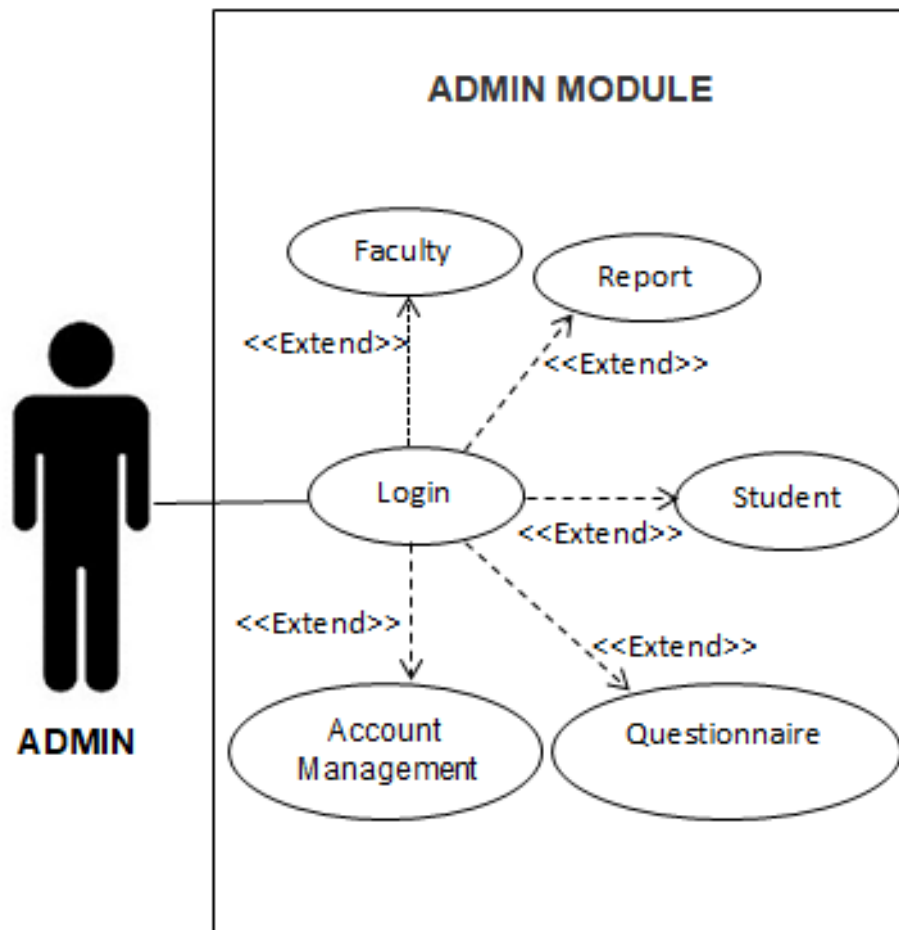 ADMIN MODULE
Faculty
Report
<<Extend>>
<<Extend>>
Login
Student
<<Extend>>
<<Extend>>
<<Extend>>
ADMIN
Account
Management
Questionnaire